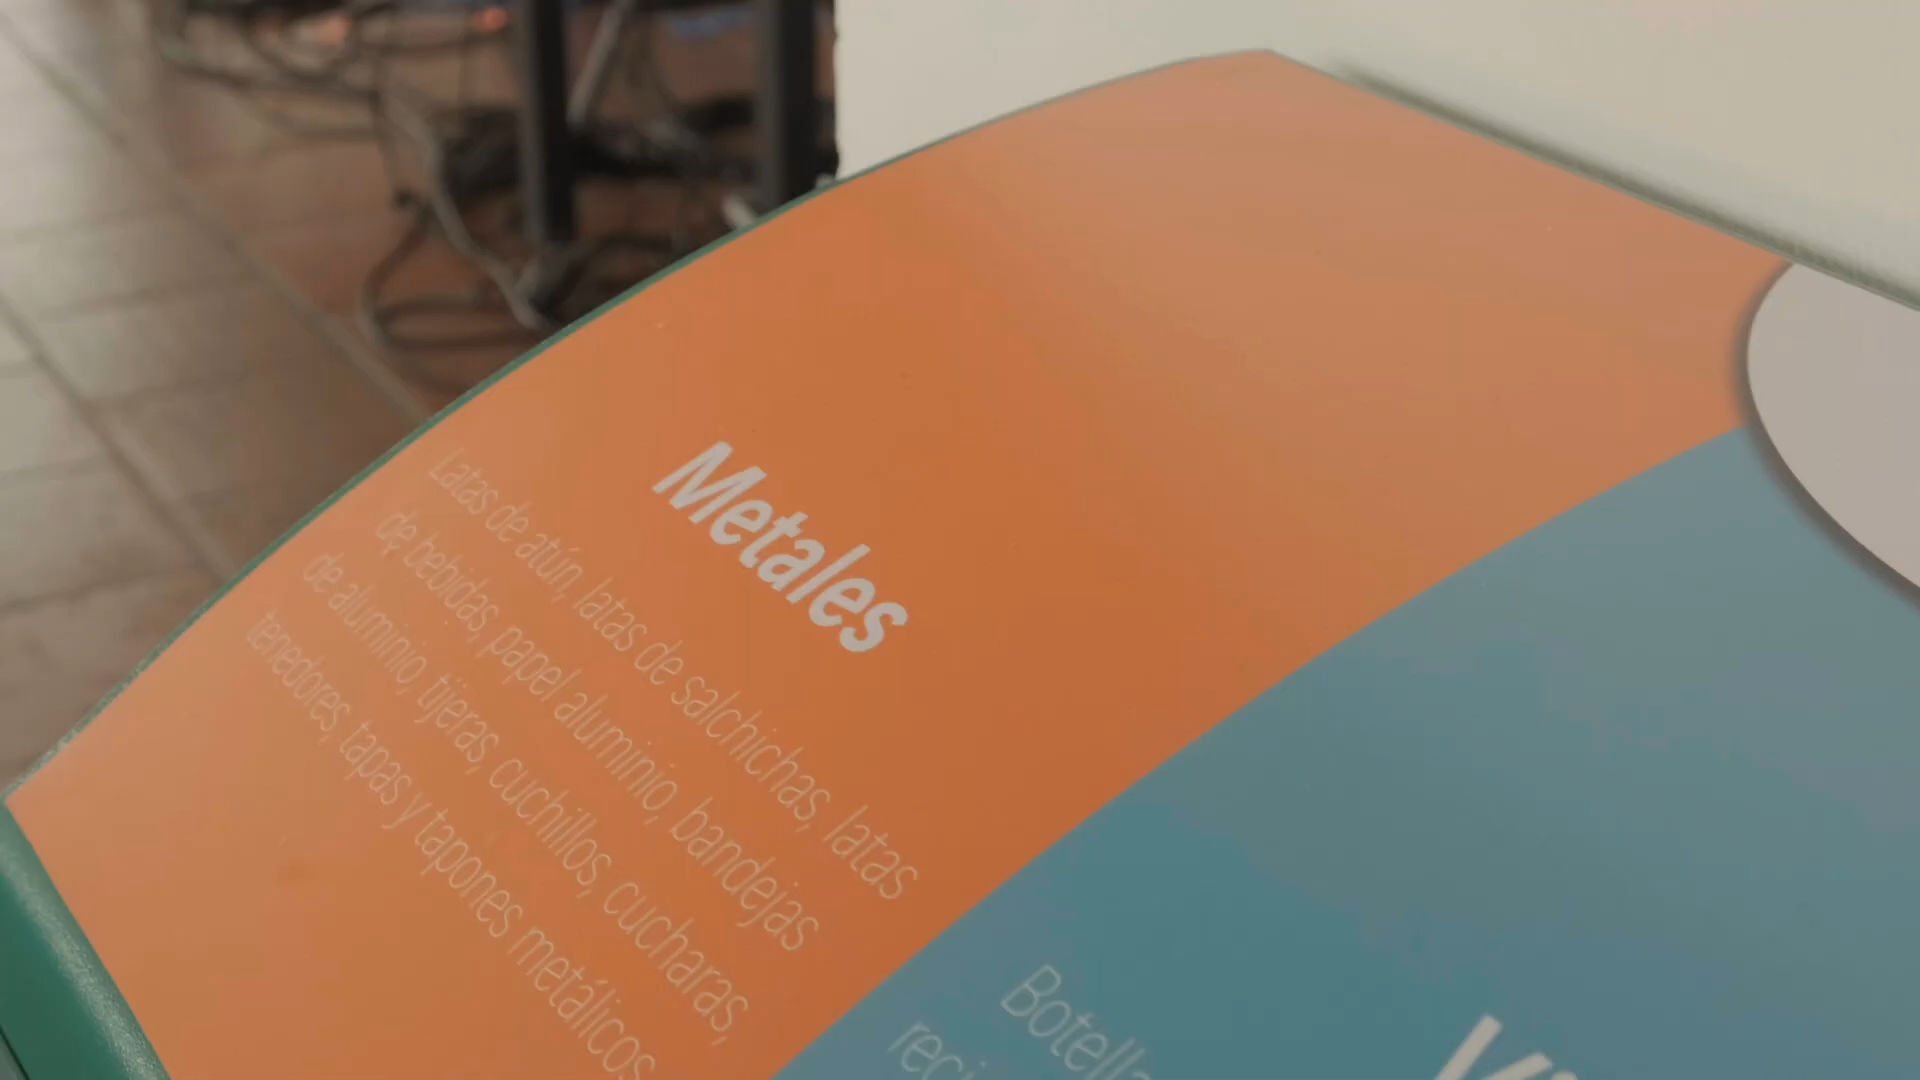 Metales
Latas de atún, latas de salchichas, latas
de bebidas, papel aluminio, bandejas
de aluminio, tijeras, cuchillos, cucharas,
tenedores, tapas y tapones metálicos